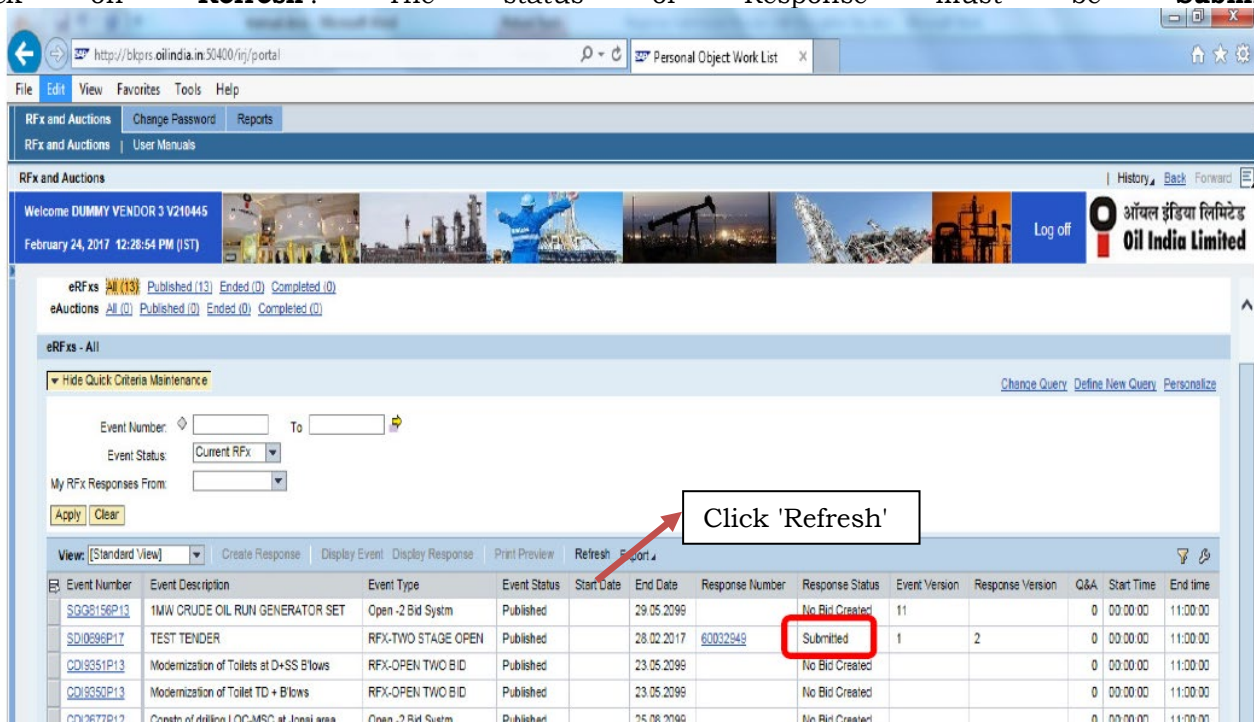 on "Refresh". The status of Response must be "Submi
http://bkprs.oilindia.in:50400/irj/portal
Personal Object Work List
File Edit View Favorites Tools Help
RFx and Auctions Change Password Reports
RFx and Auctions | User Manuals
RFx and Auctions | History Back Forward
Welcome DUMMY VENDOR 3 V210445
February 24, 2017 12:28:54 PM (IST)
Log off
ऑयल इंडिया लिमिटेड
Oil India Limited
eRFxs All (13) Published (13) Ended (0) Completed (0)
eAuctions All (0) Published (0) Ended (0) Completed (0)
eRFxs - All
Hide Quick Criteria Maintenance Change Query Define New Query Personalize
Event Number: To
Event Status: Current RFx
My RFx Responses From:
Apply Clear
Click 'Refresh'
View: [Standard View] Create Response Display Event Display Response Print Preview Refresh Export
Event Number Event Description Event Type Event Status Start Date End Date Response Number Response Status Event Version Response Version Q&A Start Time End time
SGG8156P13 1MW CRUDE OIL RUN GENERATOR SET Open -2 Bid Systm Published 29.05.2099 No Bid Created 11 0 00:00:00 11:00:00
SDI0696P17 TEST TENDER RFX-TWO STAGE OPEN Published 28.02.2017 60032949 Submitted 1 2 0 00:00:00 11:00:00
CDI9351P13 Modernization of Toilets at D+SS B'lows RFX-OPEN TWO BID Published 23.05.2099 No Bid Created 0 00:00:00 11:00:00
CDI9350P13 Modernization of Toilet TD + B'lows RFX-OPEN TWO BID Published 23.05.2099 No Bid Created 0 00:00:00 11:00:00
CDI2677P12 Constn of drilling LOC-MSC at Jonai area Open -2 Bid Systm Published 25.08.2099 No Bid Created 0 00:00:00 11:00:00